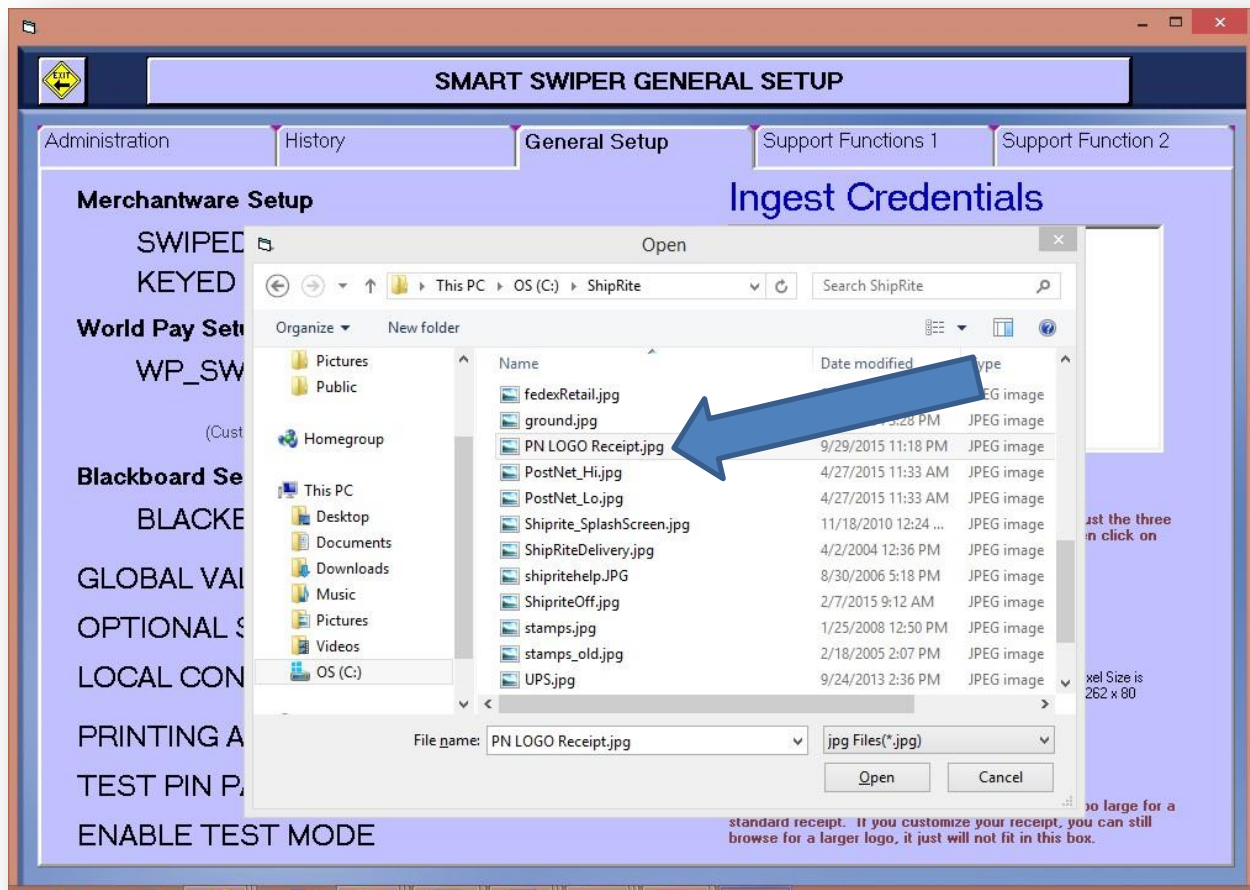 EXIT
SMART SWIPER GENERAL SETUP
Administration
History
General Setup
Support Functions 1
Support Function 2
Merchantware Setup
SWIPED
KEYED
World Pay Setu
WP_SW
(Cust
Blackboard Se
BLACKB
GLOBAL VAL
OPTIONAL S
LOCAL CON
PRINTING A
TEST PIN PA
ENABLE TEST MODE
Ingest Credentials
Open
This PC OS (C:) ShipRite
Search ShipRite
Organize New folder
Pictures
Public
Homegroup
This PC
Desktop
Documents
Downloads
Music
Pictures
Videos
OS (C:)
Name Date modified Type
fedexRetail.jpg JPEG image
ground.jpg 3:28 PM JPEG image
PN LOGO Receipt.jpg 9/29/2015 11:18 PM JPEG image
PostNet_Hi.jpg 4/27/2015 11:33 AM JPEG image
PostNet_Lo.jpg 4/27/2015 11:33 AM JPEG image
Shiprite_SplashScreen.jpg 11/18/2010 12:24 ... JPEG image
ShipRiteDelivery.jpg 4/2/2004 12:36 PM JPEG image
shipritehelp.JPG 8/30/2006 5:18 PM JPEG image
ShipriteOff.jpg 2/7/2015 9:12 AM JPEG image
stamps.jpg 1/25/2008 12:50 PM JPEG image
stamps_old.jpg 2/18/2005 2:07 PM JPEG image
UPS.jpg 9/24/2013 2:36 PM JPEG image
File name: PN LOGO Receipt.jpg jpg Files(*.jpg)
Open Cancel
ust the three
n click on
xel Size is
262 x 80
oo large for a
standard receipt. If you customize your receipt, you can still
browse for a larger logo, it just will not fit in this box.